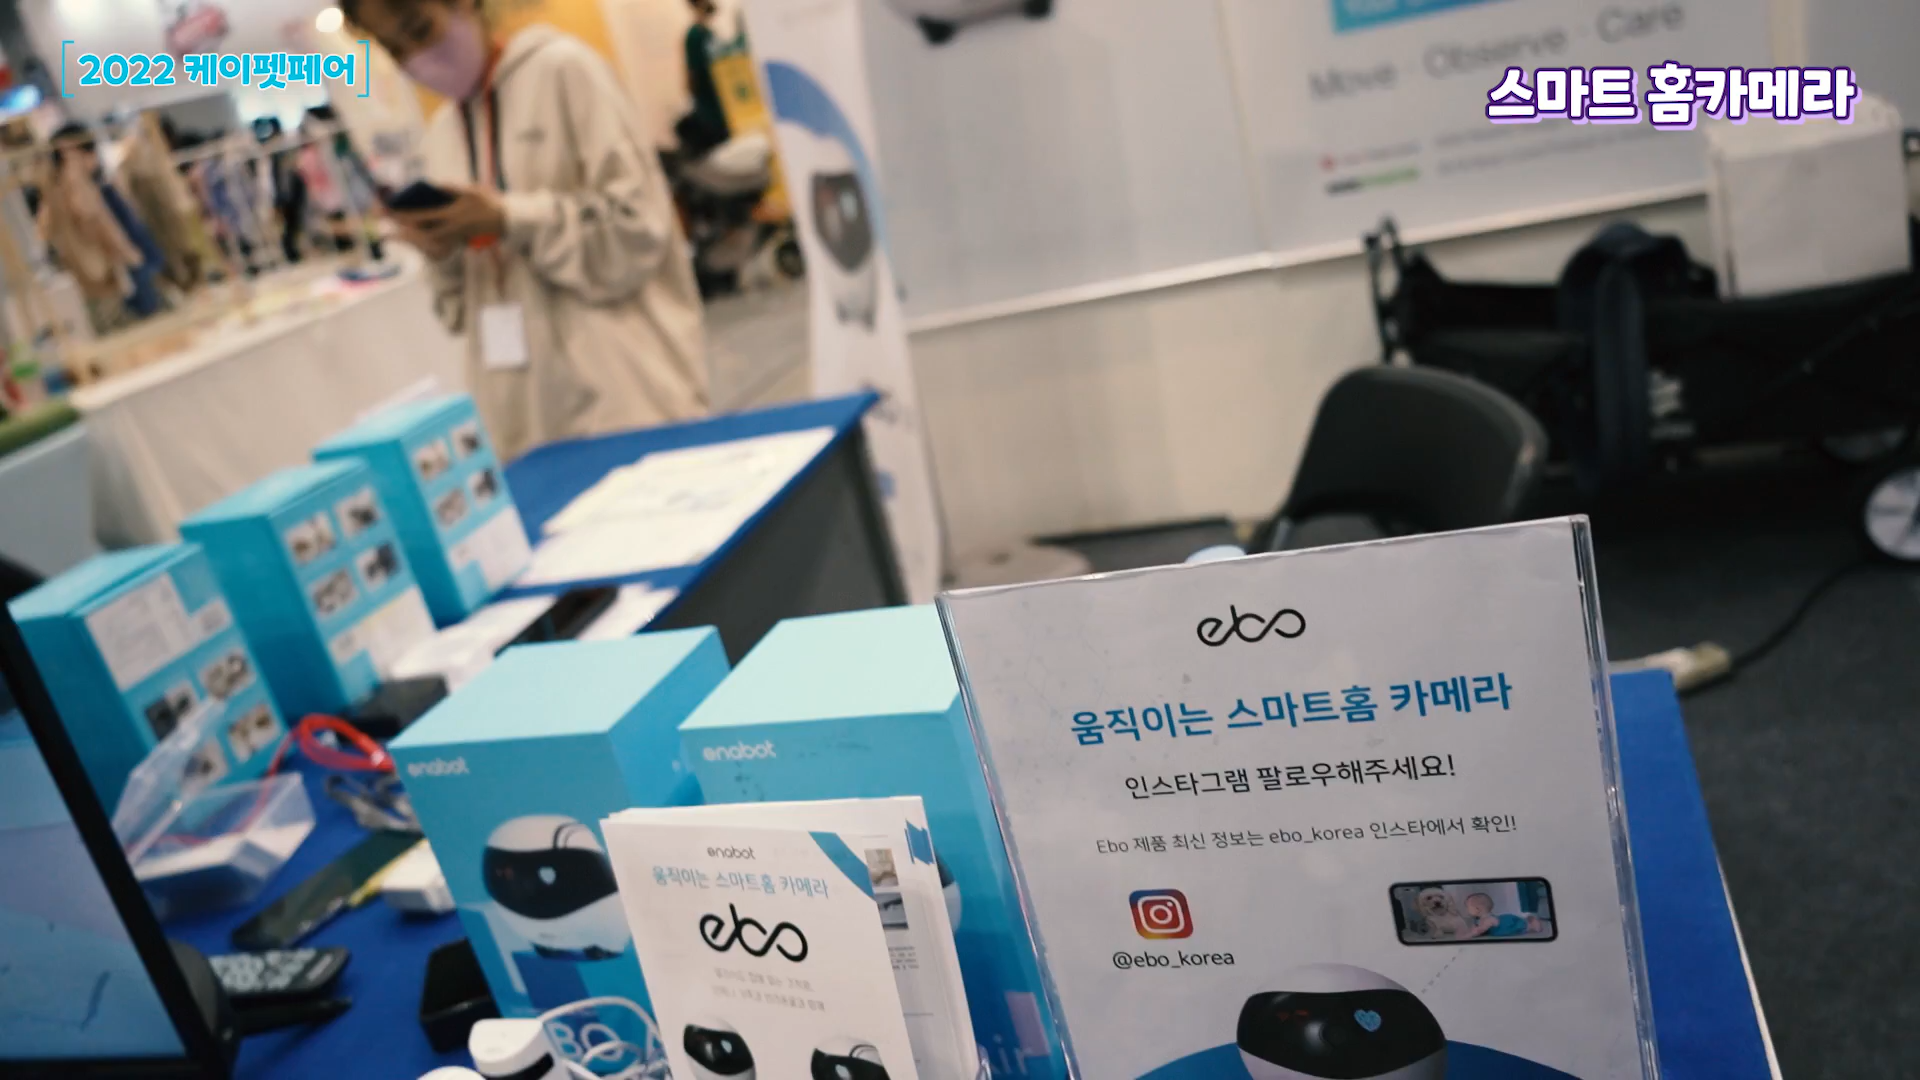 [2022 케이펫페어]
스마트 홈카메라
Move · Observe · Care
ebo
움직이는 스마트홈 카메라
인스타그램 팔로우해주세요!
Ebo 제품 최신 정보는 ebo_korea 인스타에서 확인!
@ebo_korea
enabot
enabot
enabot
움직이는 스마트홈 카메라
ebo